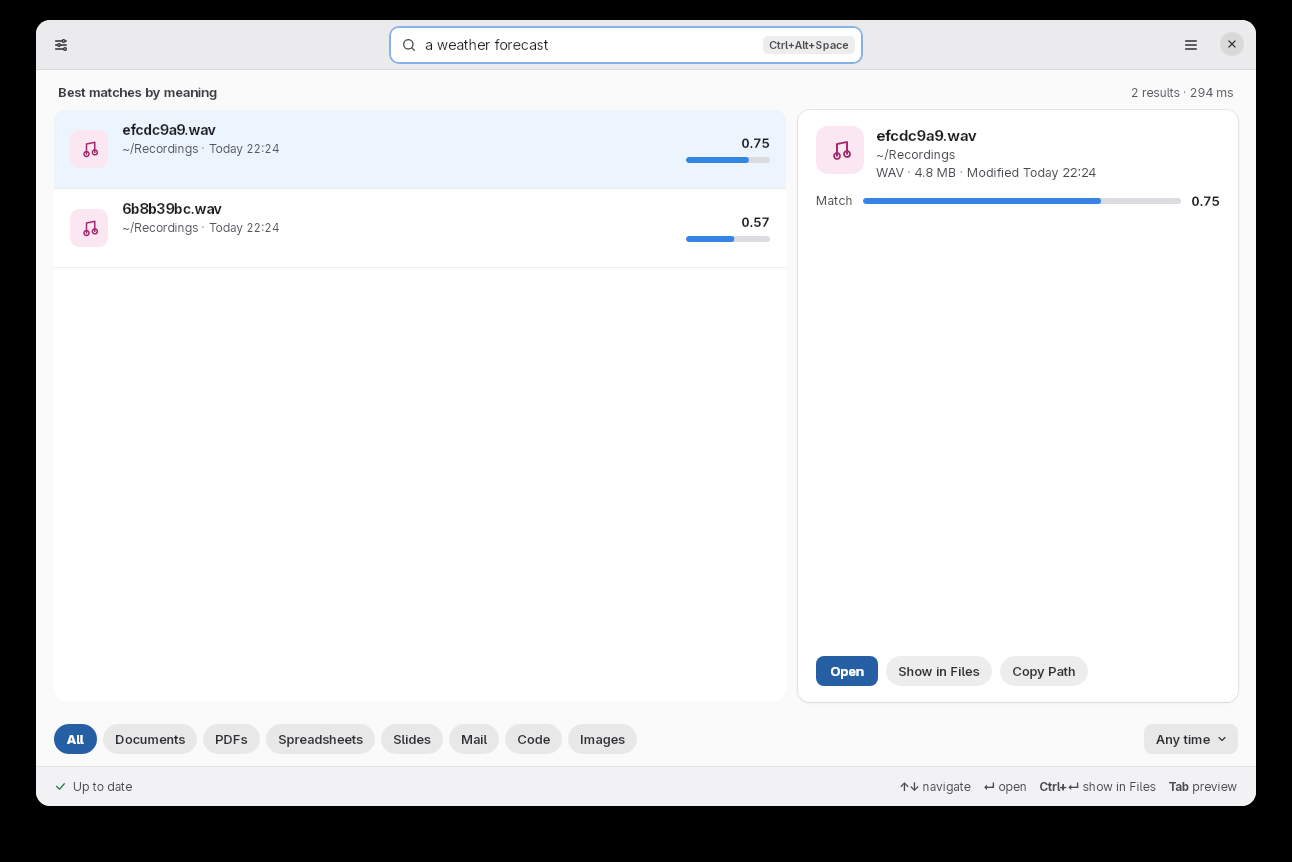 a weather forecast
Ctrl+Alt+Space
Best matches by meaning
2 results · 294 ms
efcdc9a9.wav
~/Recordings · Today 22:24
0.75
6b8b39bc.wav
~/Recordings · Today 22:24
0.57
efcdc9a9.wav
~/Recordings
WAV · 4.8 MB · Modified Today 22:24
Match 0.75
Open Show in Files Copy Path
All Documents PDFs Spreadsheets Slides Mail Code Images Any time
Up to date
↑↓ navigate ↵ open Ctrl+↵ show in Files Tab preview